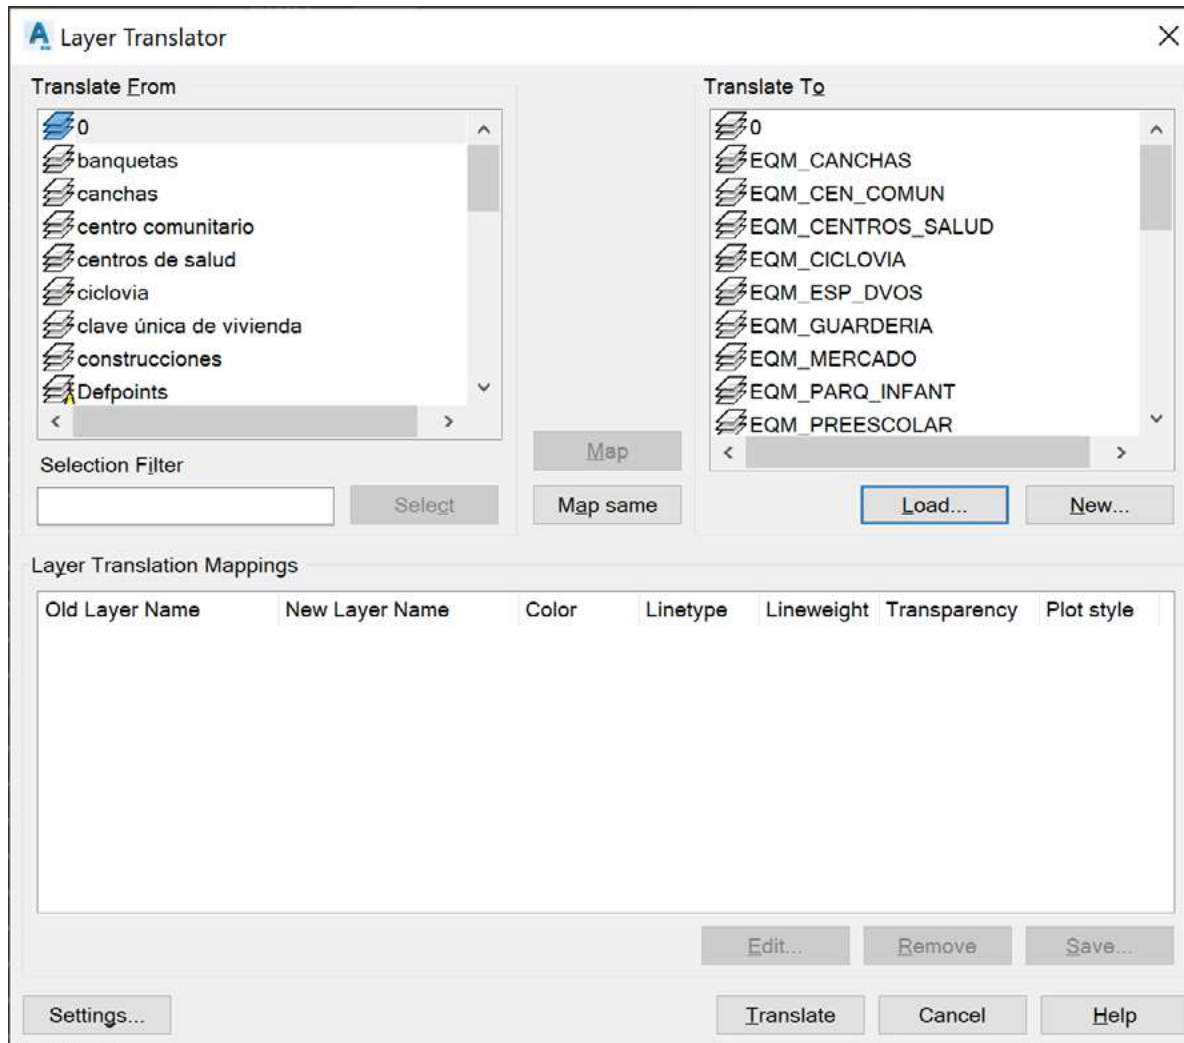 Layer Translator
Translate From
0
banquetas
canchas
centro comunitario
centros de salud
ciclovia
clave única de vivienda
construcciones
Defpoints
Selection Filter
Select
Map
Map same
Translate To
0
EQM_CANCHAS
EQM_CEN_COMUN
EQM_CENTROS_SALUD
EQM_CICLOVIA
EQM_ESP_DVOS
EQM_GUARDERIA
EQM_MERCADO
EQM_PARQ_INFANT
EQM_PREESCOLAR
Load... New...
Layer Translation Mappings
Old Layer Name New Layer Name Color Linetype Lineweight Transparency Plot style
Edit... Remove Save...
Settings... Translate Cancel Help